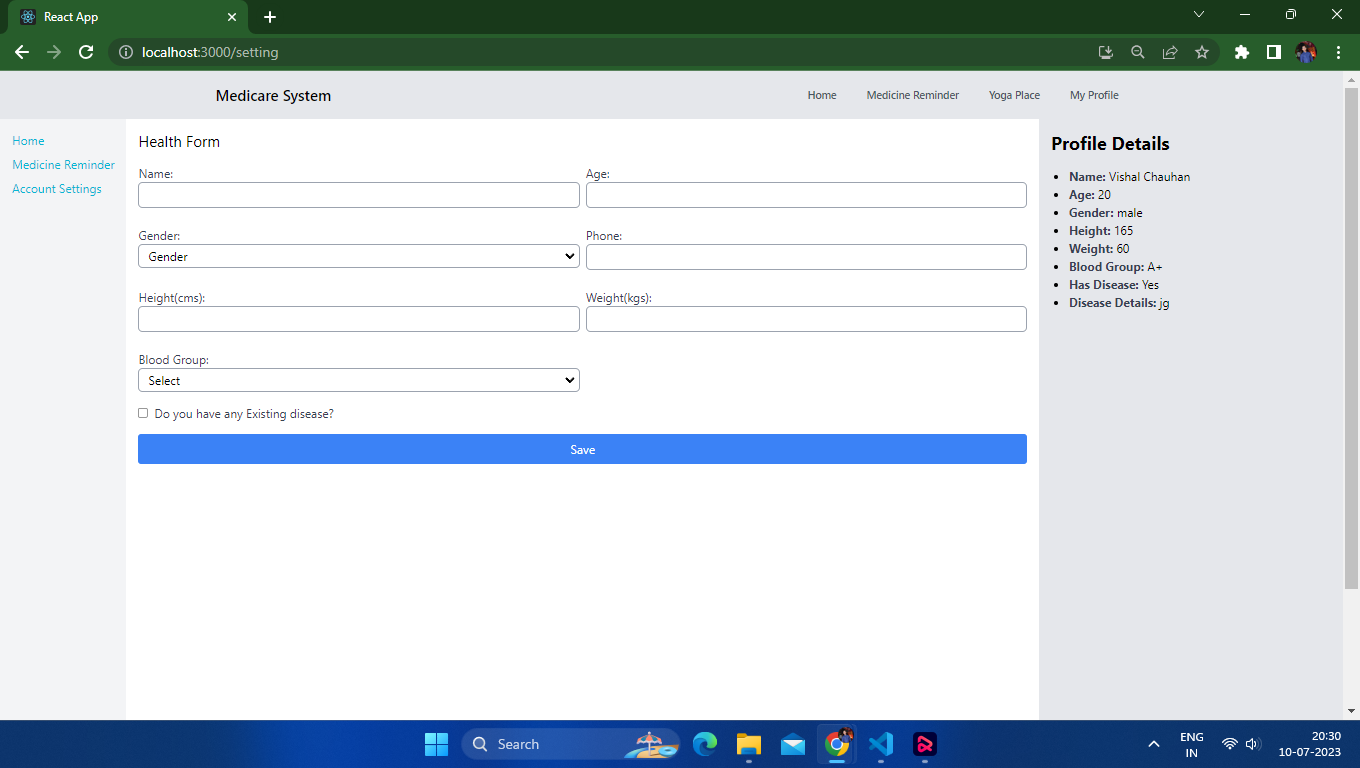 React App
localhost:3000/setting
Medicare System
Home
Medicine Reminder
Yoga Place
My Profile
Home
Medicine Reminder
Account Settings
Health Form
Name:
Age:
Gender:
Phone:
Gender
Height(cms):
Weight(kgs):
Blood Group:
Select
Do you have any Existing disease?
Save
Profile Details
Name: Vishal Chauhan
Age: 20
Gender: male
Height: 165
Weight: 60
Blood Group: A+
Has Disease: Yes
Disease Details: jg
Search
ENG
IN
20:30
10-07-2023